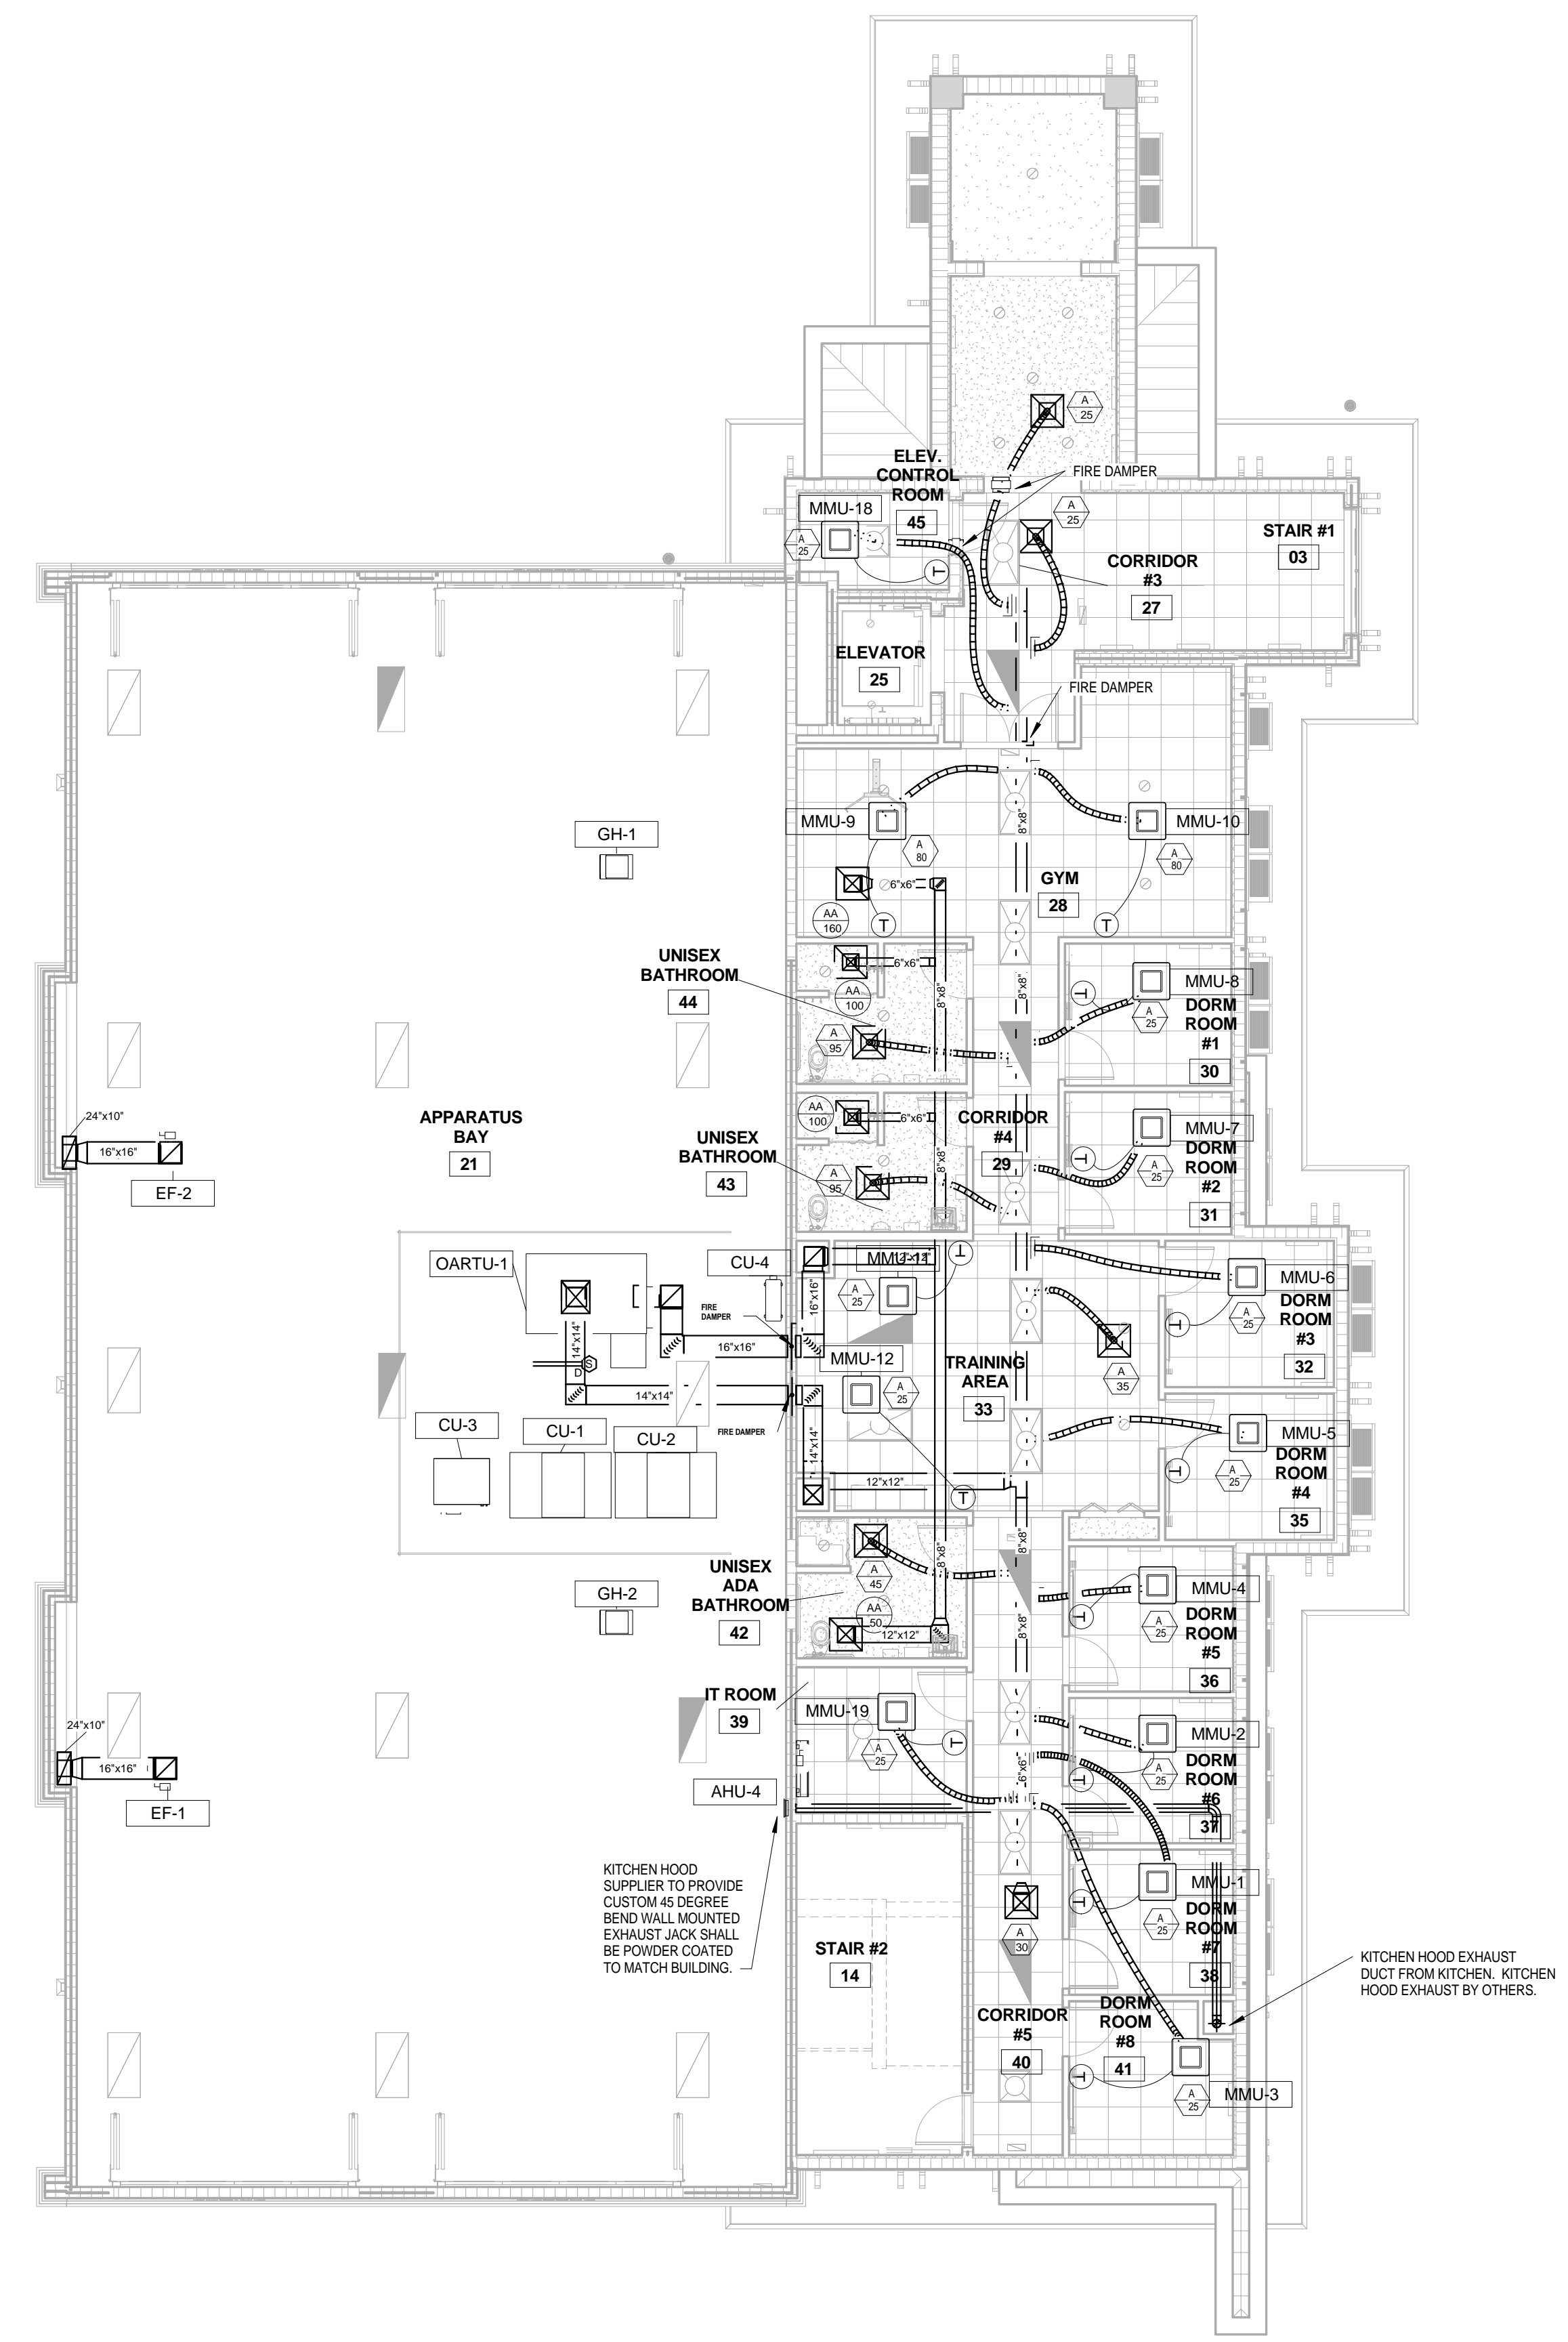 A
25
ELEV.
CONTROL
ROOM
45
FIRE DAMPER
MMU-18
A
25
A
25
STAIR #1
03
CORRIDOR
#3
27
T
ELEVATOR
25
FIRE DAMPER
MMU-9
MMU-10
8"x8"
GH-1
A
80
A
80
GYM
28
6"x6"
AA
160
T
T
UNISEX
BATHROOM
44
6"x6"
AA
100
8"x8"
8"x8"
A
95
MMU-8
T
A
25
DORM
ROOM
#1
30
24"x10"
16"x16"
EF-2
APPARATUS
BAY
21
UNISEX
BATHROOM
43
AA
100
6"x6"
8"x8"
A
95
CORRIDOR
#4
29
MMU-7
T
A
25
DORM
ROOM
#2
31
OARTU-1
CU-4
12"x12"
T
A
25
16"x16"
FIRE
DAMPER
14"x14"
16"x16"
S
D
14"x14"
FIRE DAMPER
MMU-12
A
25
TRAINING
AREA
33
A
35
MMU-6
T
A
25
DORM
ROOM
#3
32
CU-3
CU-1
CU-2
14"x14"
12"x12"
T
MMU-5
T
A
25
DORM
ROOM
#4
35
8"x8"
8"x8"
GH-2
UNISEX
ADA
BATHROOM
42
A
45
AA
50
12"x12"
8"x8"
MMU-4
T
A
25
DORM
ROOM
#5
36
24"x10"
16"x16"
EF-1
IT ROOM
39
MMU-19
A
25
T
6"x6"
MMU-2
T
A
25
DORM
ROOM
#6
37
AHU-4
KITCHEN HOOD
SUPPLIER TO PROVIDE
CUSTOM 45 DEGREE
BEND WALL MOUNTED
EXHAUST JACK SHALL
BE POWDER COATED
TO MATCH BUILDING.
STAIR #2
14
A
30
MMU-1
T
A
25
DORM
ROOM
#7
38
KITCHEN HOOD EXHAUST
DUCT FROM KITCHEN. KITCHEN
HOOD EXHAUST BY OTHERS.
CORRIDOR
#5
40
DORM
ROOM
#8
41
T
A
25
MMU-3